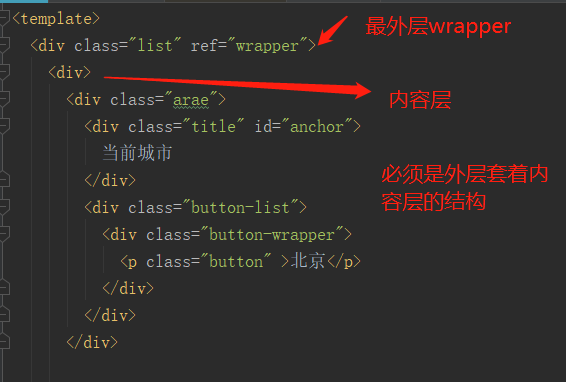 <template>
最外层wrapper
<div class="list" ref="wrapper">
<div>
内容层
<div class="arae">
<div class="title" id="anchor">
当前城市
</div>
必须是外层套着内
容层的结构
<div class="button-list">
<div class="button-wrapper">
<p class="button" >北京</p>
</div>
</div>
</div>